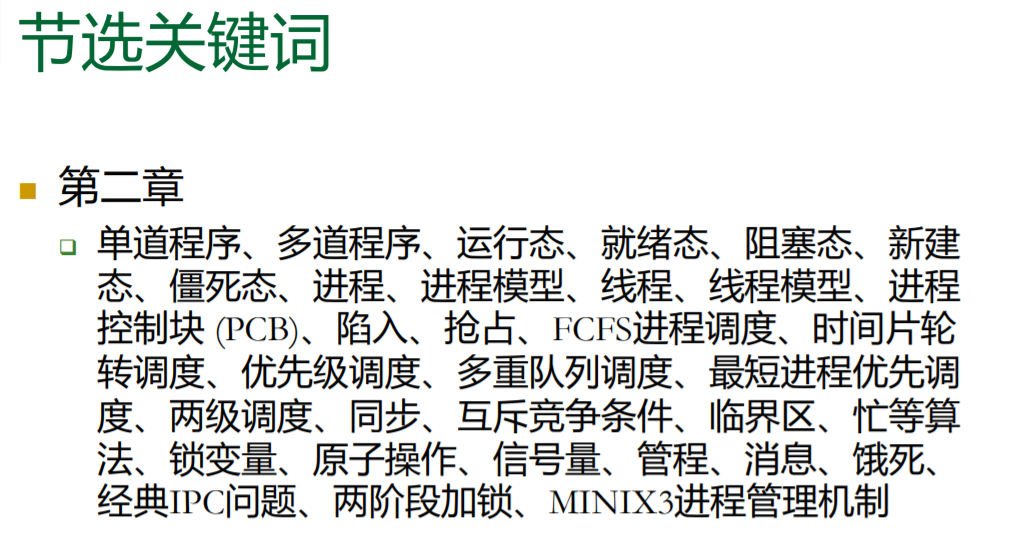 节选关键词
第二章
单道程序、多道程序、运行态、就绪态、阻塞态、新建
态、僵死态、进程、进程模型、线程、线程模型、进程
控制块 (PCB)、陷入、抢占、FCFS进程调度、时间片轮
转调度、优先级调度、多重队列调度、最短进程优先调
度、两级调度、同步、互斥竞争条件、临界区、忙等算
法、锁变量、原子操作、信号量、管程、消息、饿死、
经典IPC问题、两阶段加锁、MINIX3进程管理机制